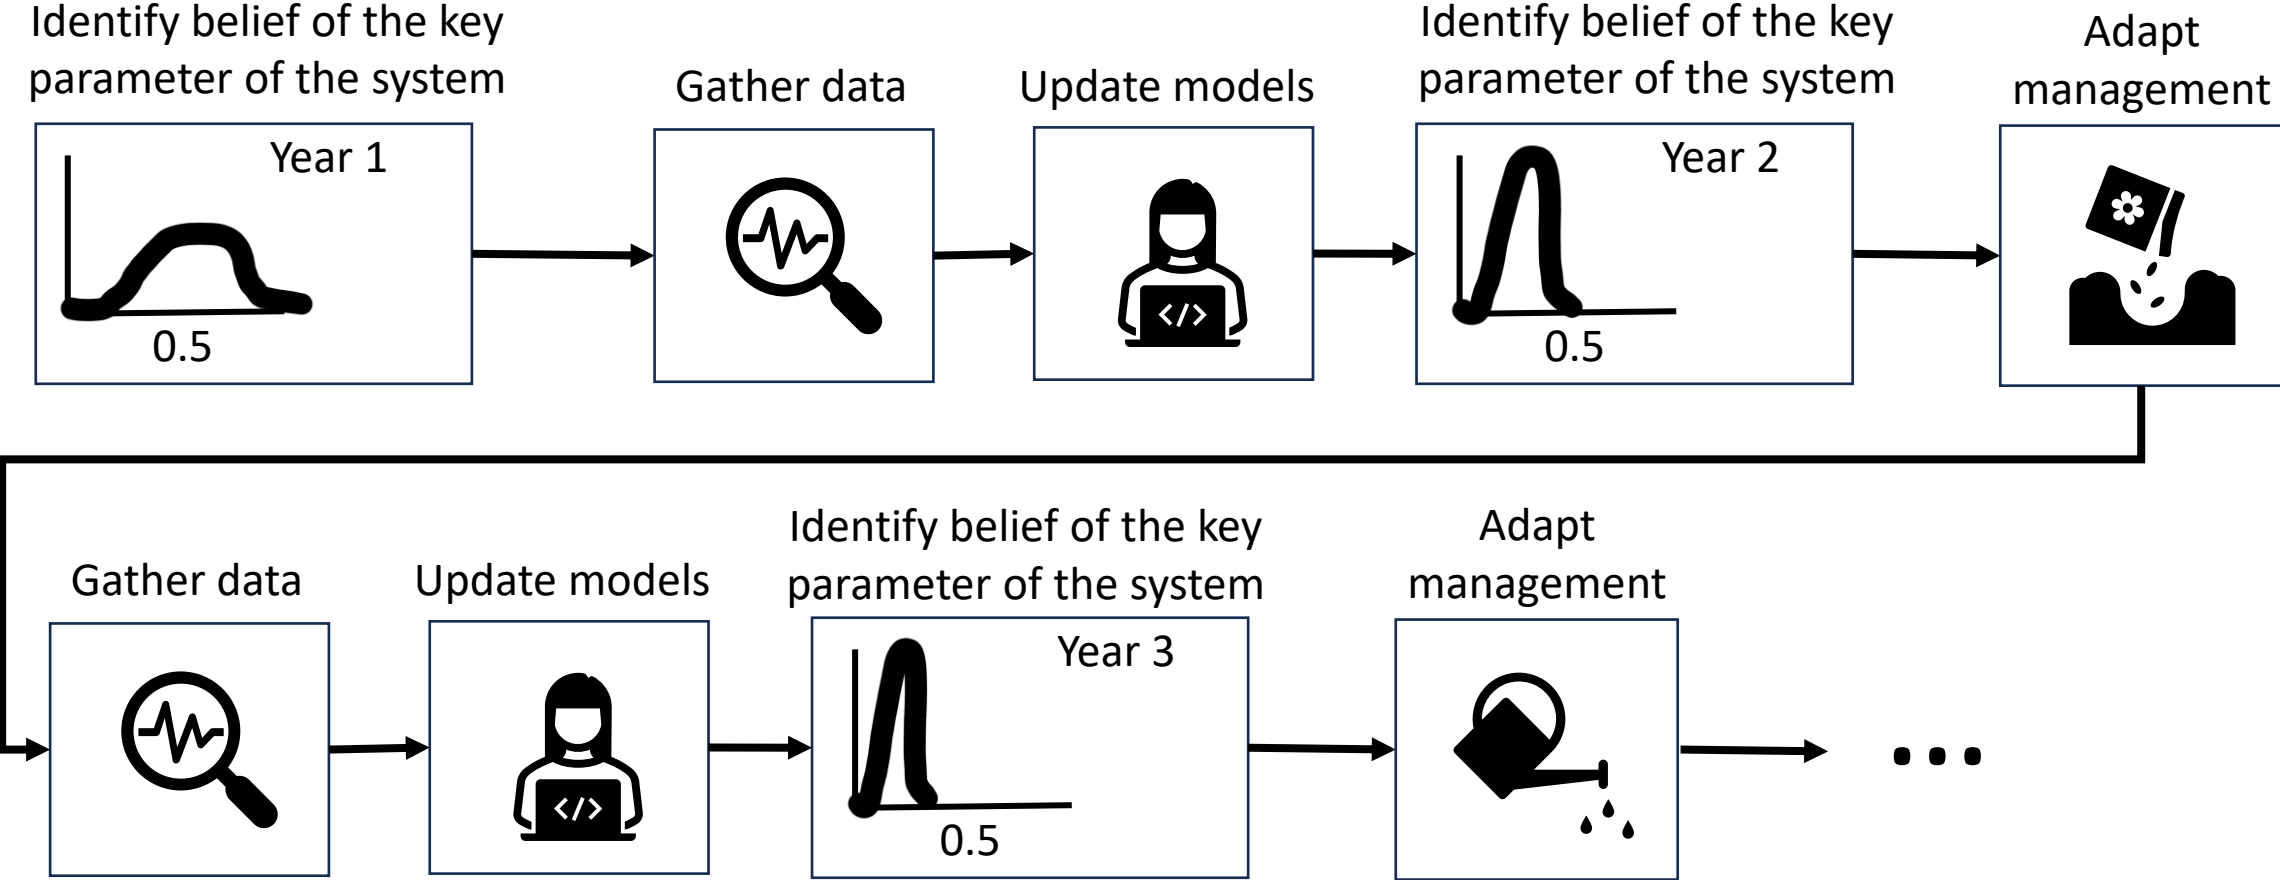 Identify belief of the key
parameter of the system
Gather data
Update models
Identify belief of the key
parameter of the system
Adapt
management
Year 1
0.5
</>
Year 2
0.5
Gather data
Update models
Identify belief of the key
parameter of the system
Adapt
management
</>
Year 3
0.5